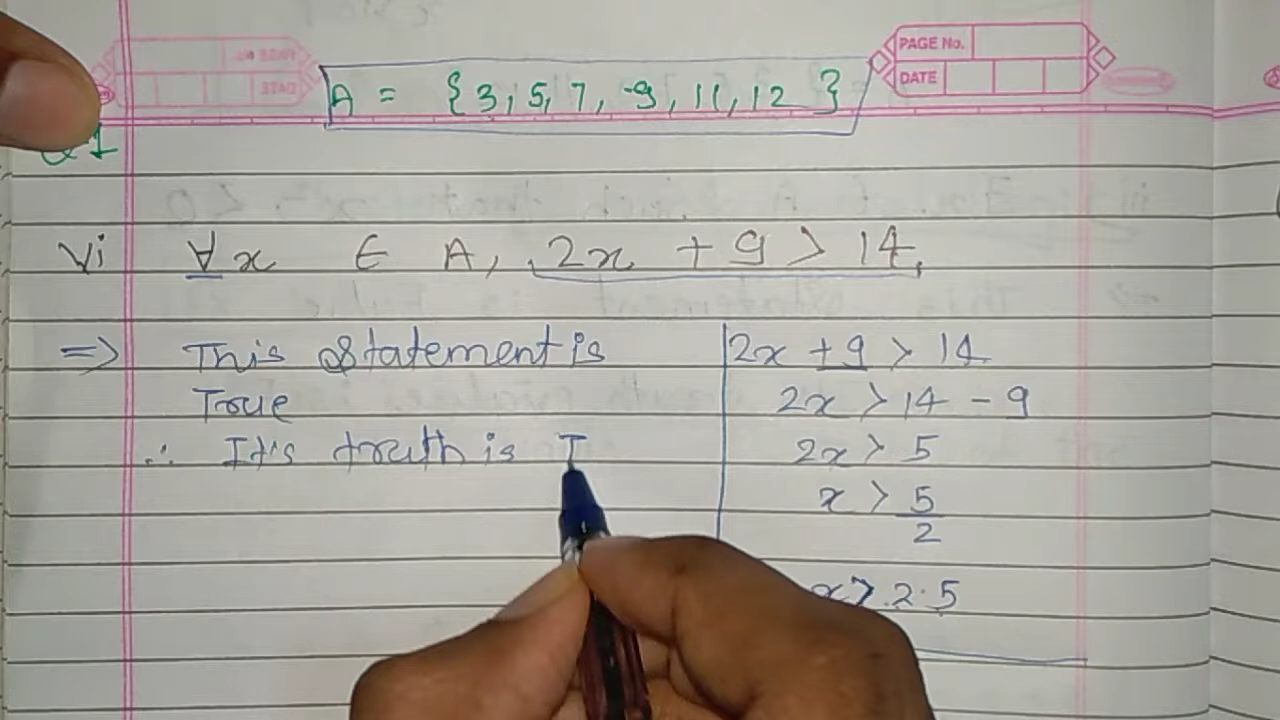 PAGE No.
DATE
A = { 3, 5, 7, -9, 11, 12 }
Q 1
vi ∀x ∈ A, 2x + 9 > 14.
=> This Statement is
True
∴ It's truth is T
2x + 9 > 14
2x > 14 - 9
2x > 5
x > 5/2
x > 2.5